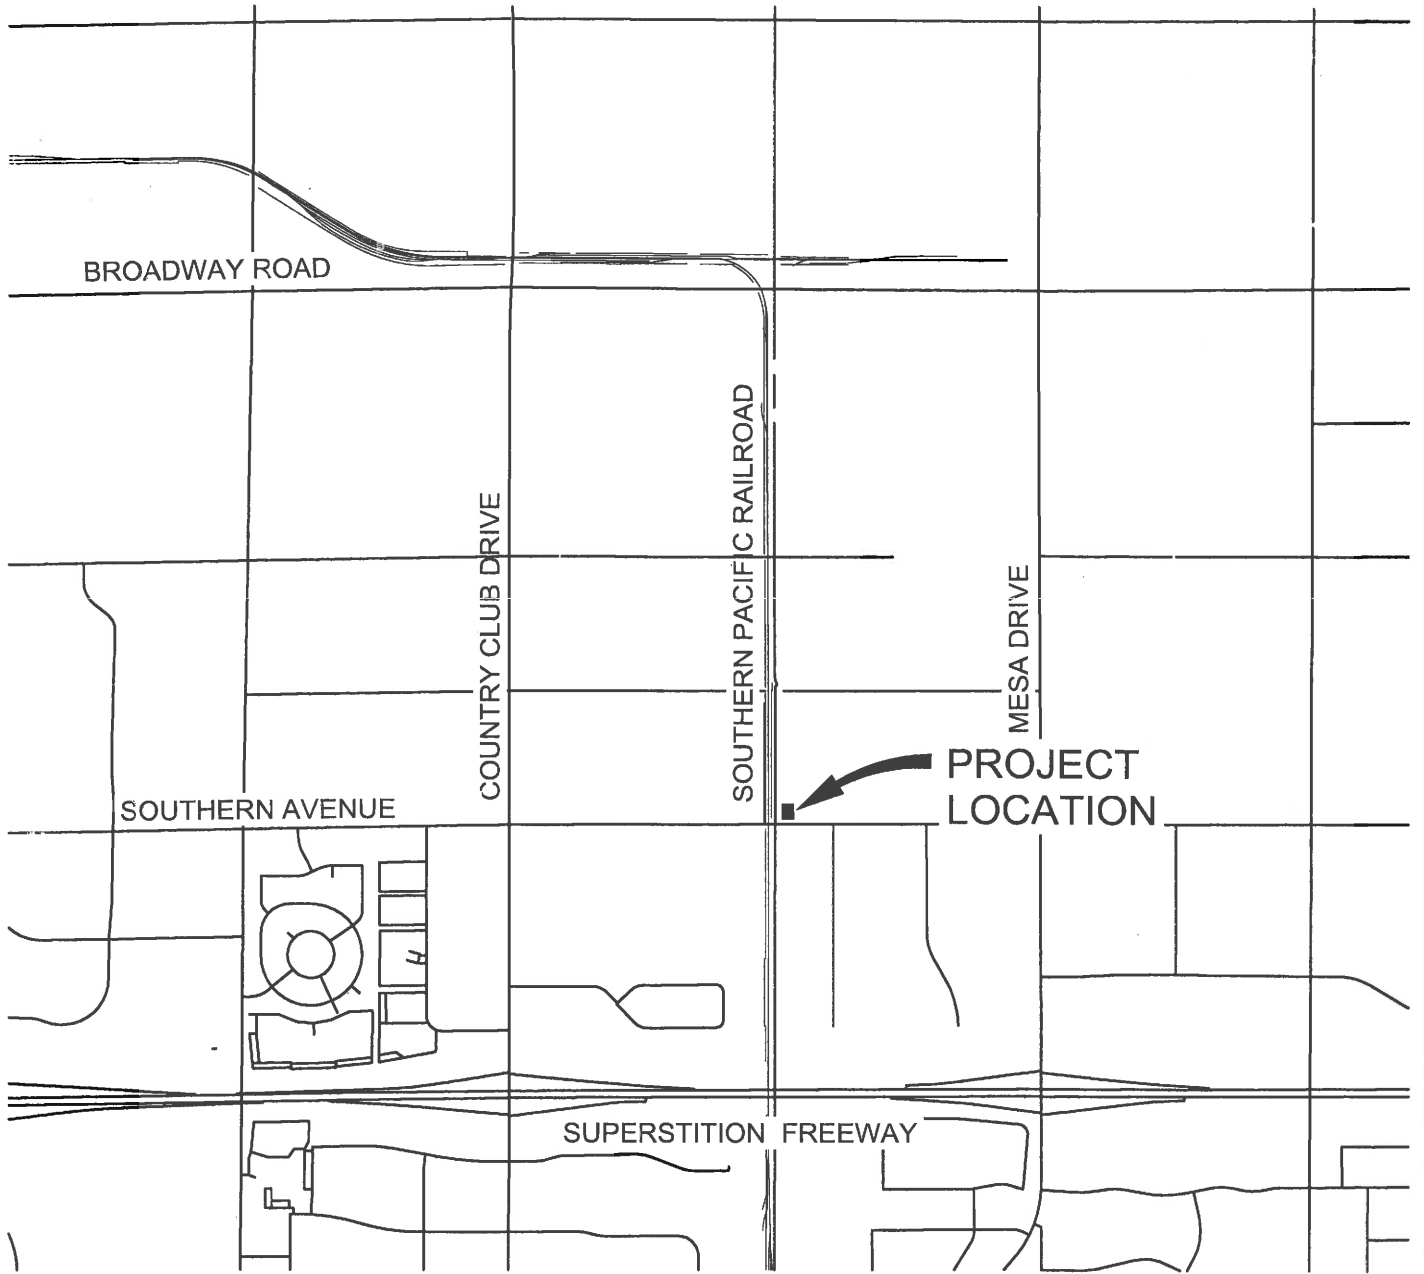 BROADWAY ROAD
COUNTRY CLUB DRIVE
SOUTHERN PACIFIC RAILROAD
MESA DRIVE
PROJECT
LOCATION
SOUTHERN AVENUE
SUPERSTITION FREEWAY